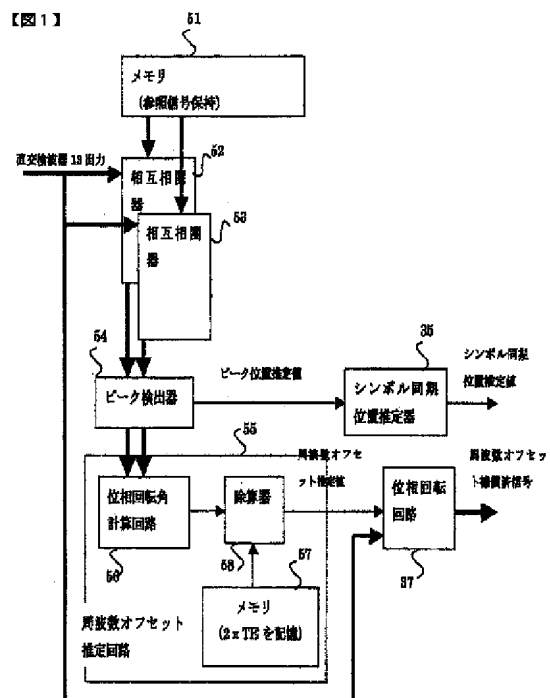 【図1】
51
メモリ
(参照信号保持)
直交検波器 13 出力
52
相互相関
器
53
相互相関
器
54
ピーク検出器
ピーク位置推定値
35
シンボル同期
位置推定器
シンボル同期
位置推定値
55
周波数オフセ
ット推定値
位相回転角
計算回路
56
除算器
58
57
メモリ
(2 x TE を記憶)
周波数オフセット
推定回路
位相回転
回路
37
周波数オフセッ
ト補償済信号